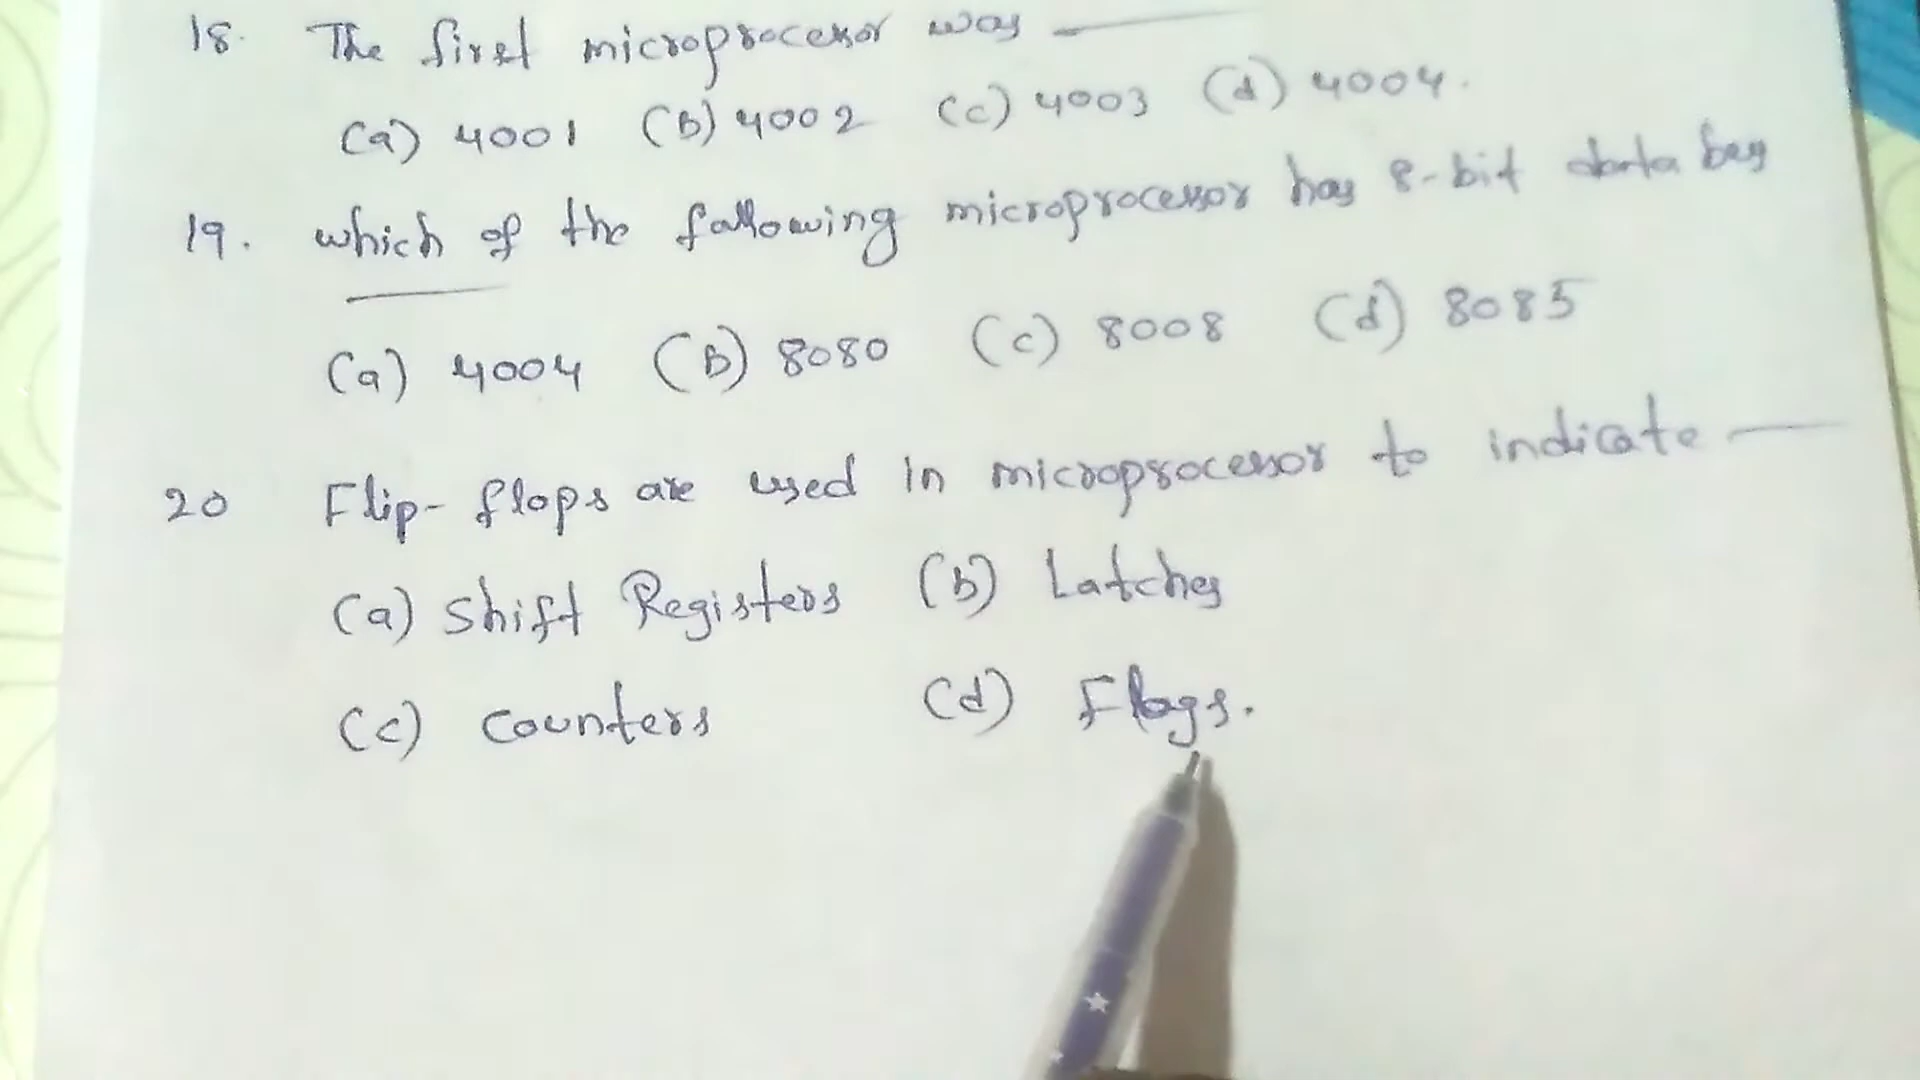 18. The first microprocessor was ———
(a) 4001 (b) 4002 (c) 4003 (d) 4004.
19. which of the following microprocessor has 8-bit data bus
———
(a) 4004 (B) 8080 (c) 8008 (d) 8085
20 Flip-flops are used in microprocessor to indicate ———
(a) Shift Registers (b) Latches
(c) counters (d) Flags.